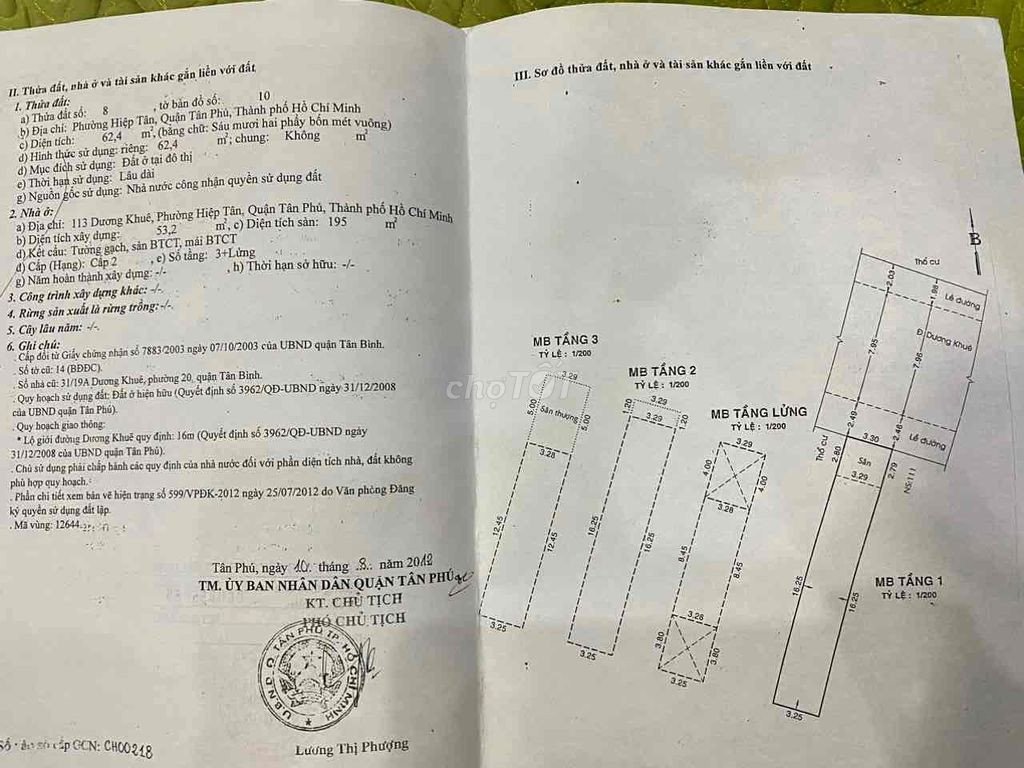 II. Thửa đất, nhà ở và tài sản khác gắn liền với đất
1. Thửa đất:
a) Thửa đất số: 8 , tờ bản đồ số: 10
b) Địa chỉ: Phường Hiệp Tân, Quận Tân Phú, Thành phố Hồ Chí Minh
c) Diện tích: 62,4 m², (bằng chữ: Sáu mươi hai phẩy bốn mét vuông)
d) Hình thức sử dụng: riêng: 62,4 m²; chung: Không m²
đ) Mục đích sử dụng: Đất ở tại đô thị
e) Thời hạn sử dụng: Lâu dài
g) Nguồn gốc sử dụng: Nhà nước công nhận quyền sử dụng đất
2. Nhà ở:
a) Địa chỉ: 113 Dương Khuê, Phường Hiệp Tân, Quận Tân Phú, Thành phố Hồ Chí Minh
b) Diện tích xây dựng: 53,2 m², c) Diện tích sàn: 195 m²
d) Kết cấu: Tường gạch, sàn BTCT, mái BTCT
đ) Cấp (Hạng): Cấp 2 , e) Số tầng: 3+Lửng
g) Năm hoàn thành xây dựng: -/- , h) Thời hạn sở hữu: -/-
3. Công trình xây dựng khác: -/-
4. Rừng sản xuất là rừng trồng: -/-
5. Cây lâu năm: -/-
6. Ghi chú:
. Cấp đổi từ Giấy chứng nhận số 7883/2003 ngày 07/10/2003 của UBND quận Tân Bình.
. Số tờ cũ: 14 (BĐĐC).
. Số nhà cũ: 31/19A Dương Khuê, phường 20, quận Tân Bình.
. Quy hoạch sử dụng đất: Đất ở hiện hữu (Quyết định số 3962/QĐ-UBND ngày 31/12/2008
của UBND quận Tân Phú).
. Quy hoạch giao thông:
* Lộ giới đường Dương Khuê quy định: 16m (Quyết định số 3962/QĐ-UBND ngày
31/12/2008 của UBND quận Tân Phú).
. Chủ sử dụng phải chấp hành các quy định của nhà nước đối với phần diện tích nhà, đất không
phù hợp quy hoạch.
. Phần chi tiết xem bản vẽ hiện trạng số 599/VPĐK-2012 ngày 25/07/2012 do Văn phòng Đăng
ký quyền sử dụng đất lập.
. Mã vùng: 12644
Tân Phú, ngày 10 tháng 8 năm 2012
TM. ỦY BAN NHÂN DÂN QUẬN TÂN PHÚ
KT. CHỦ TỊCH
PHÓ CHỦ TỊCH
U.B.N.D Q. TÂN PHÚ TP. HỒ CHÍ MINH
Lương Thị Phượng
cấp GCN: CH00218
III. Sơ đồ thửa đất, nhà ở và tài sản khác gắn liền với đất
B
Thổ cư
2.03
1.98
Lề đường
Đ. Dương Khuê
7.95
7.96
2.49
2.46
Lề đường
Thổ cư
3.30
2.80
Sân
2.79
3.29
NS:111
16.25
16.25
3.25
MB TẦNG 1
TỶ LỆ : 1/200
MB TẦNG LỬNG
TỶ LỆ : 1/200
3.29
4.00
4.00
3.28
8.45
8.45
3.26
3.80
3.80
3.25
MB TẦNG 2
TỶ LỆ : 1/200
3.29
1.20
3.29
1.20
16.25
16.25
3.25
MB TẦNG 3
TỶ LỆ : 1/200
3.29
5.00
Sân thượng
5.00
3.28
12.45
12.45
3.25
chợTỐT